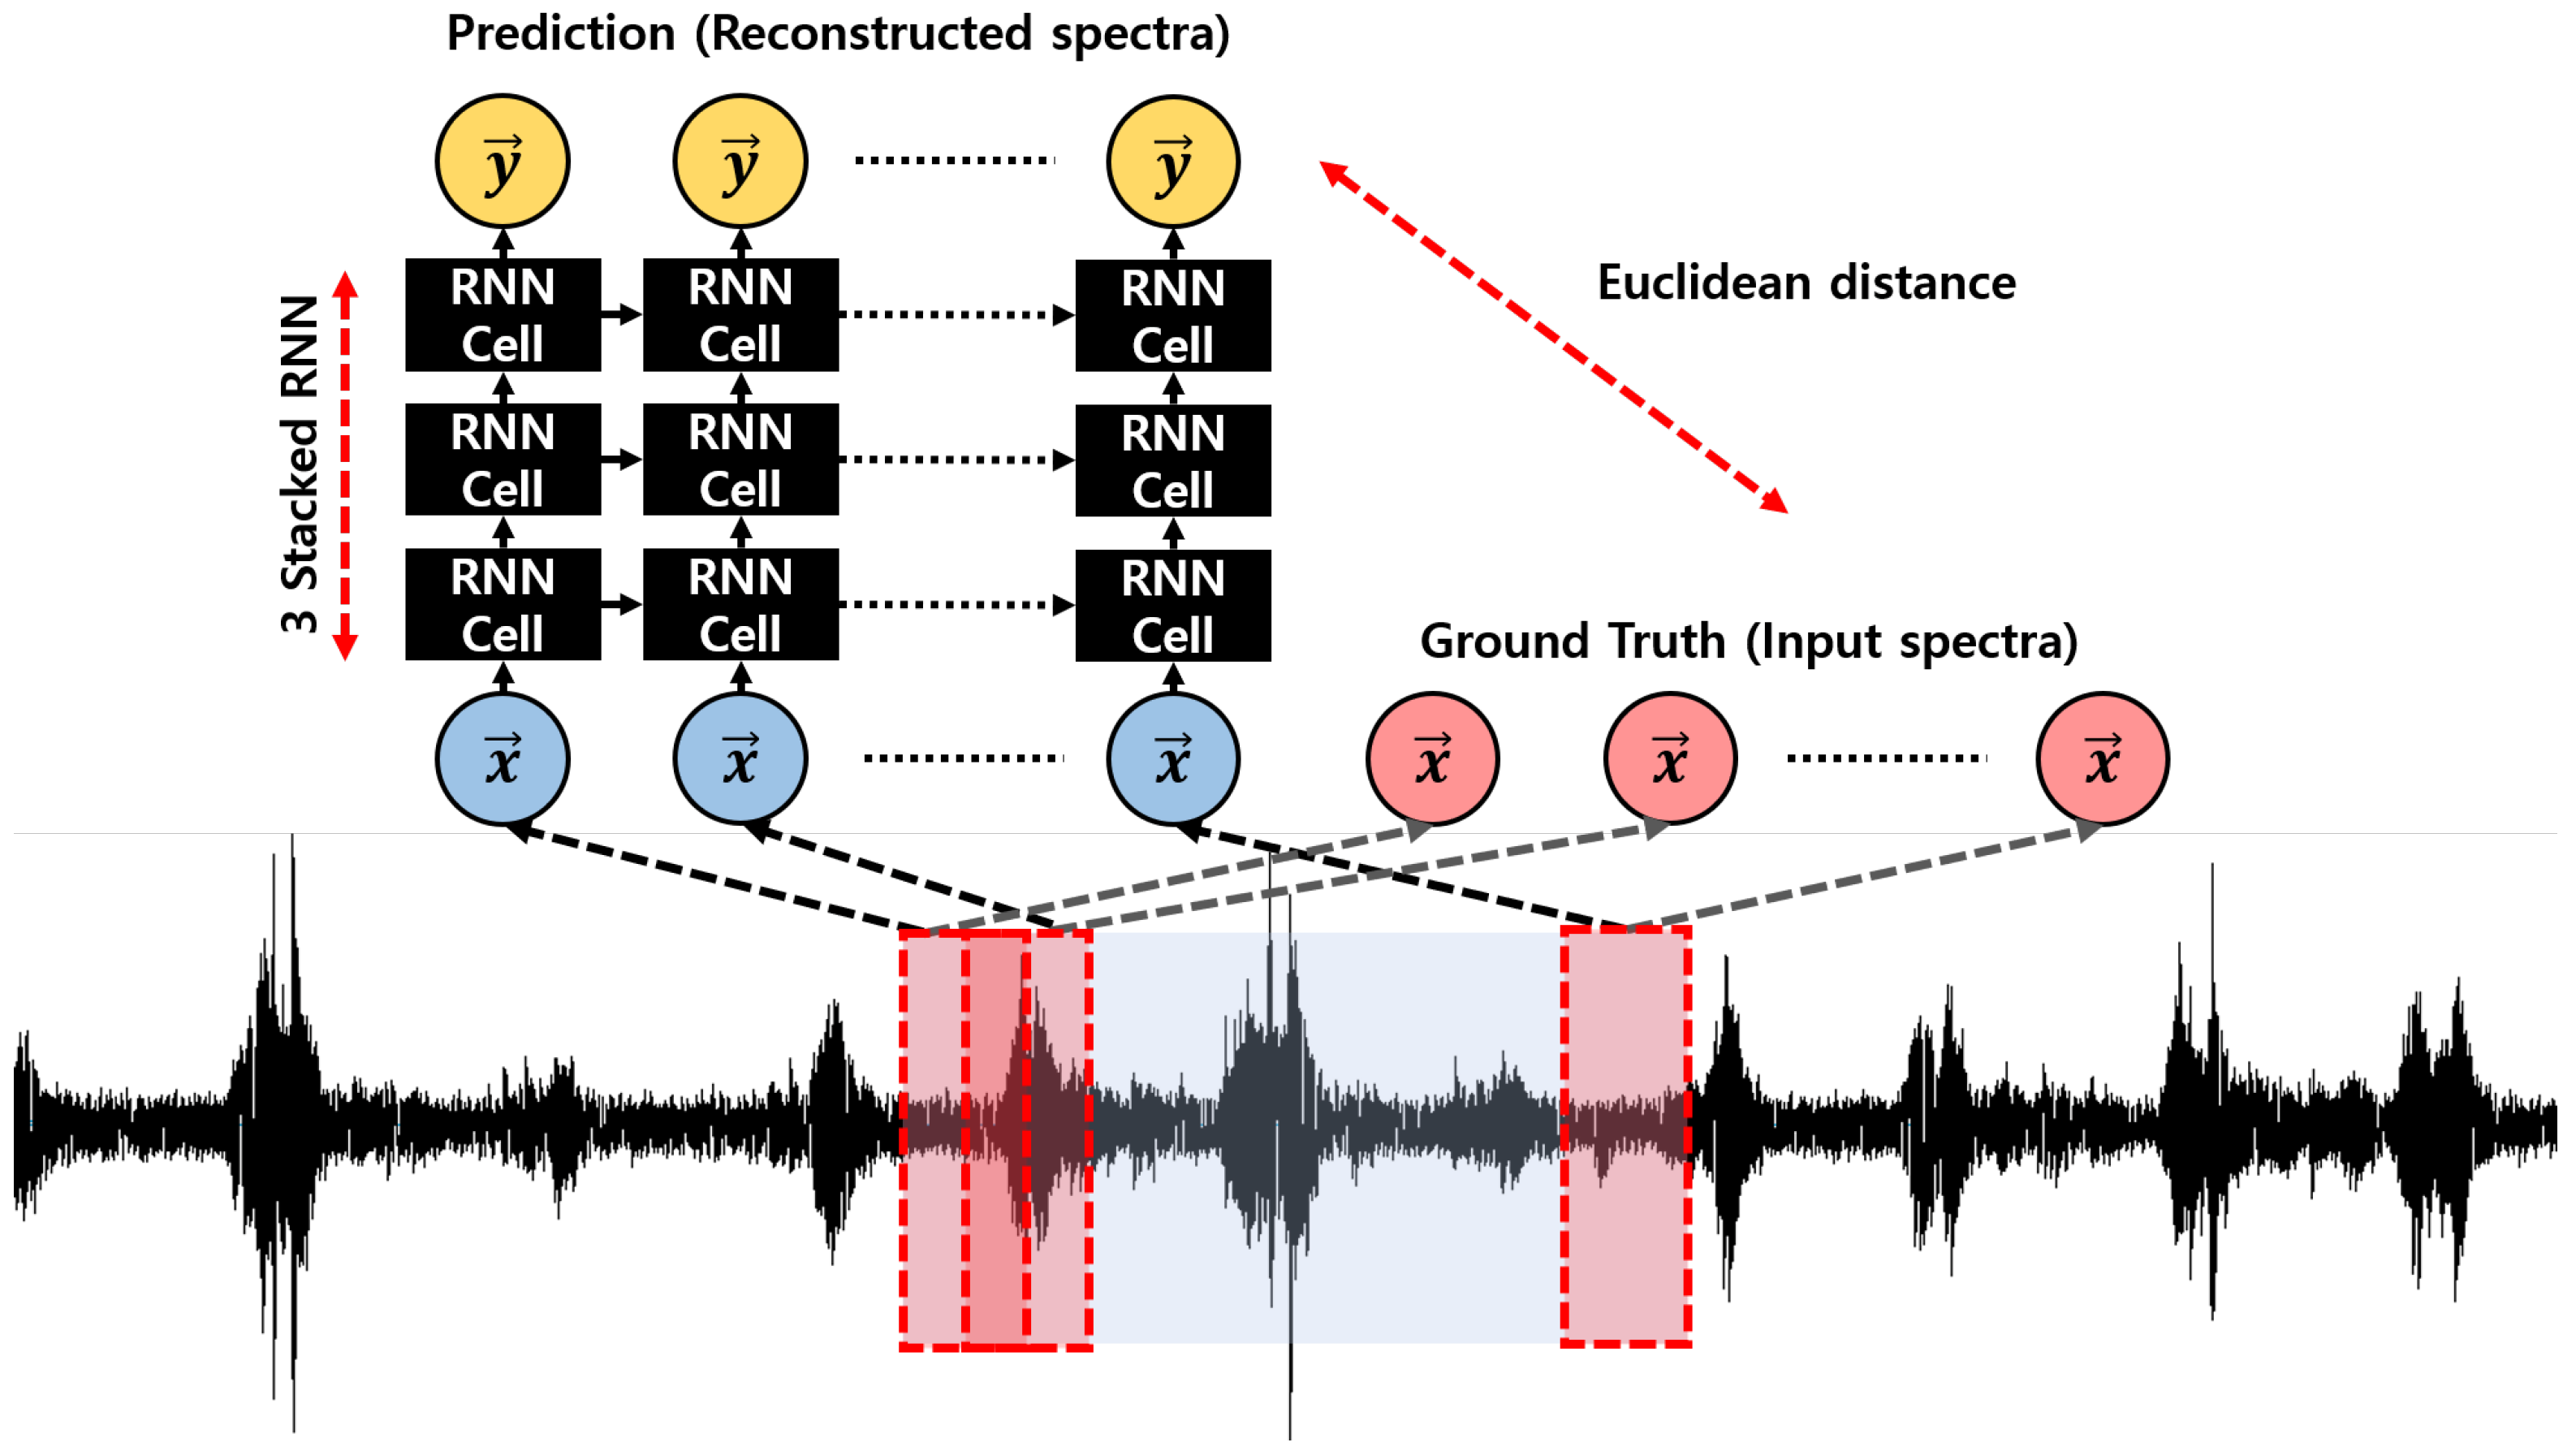 Prediction (Reconstructed spectra)
y y y
Euclidean distance
3 Stacked RNN
RNN Cell RNN Cell RNN Cell
RNN Cell RNN Cell RNN Cell
RNN Cell RNN Cell RNN Cell
Ground Truth (Input spectra)
x x x x x x